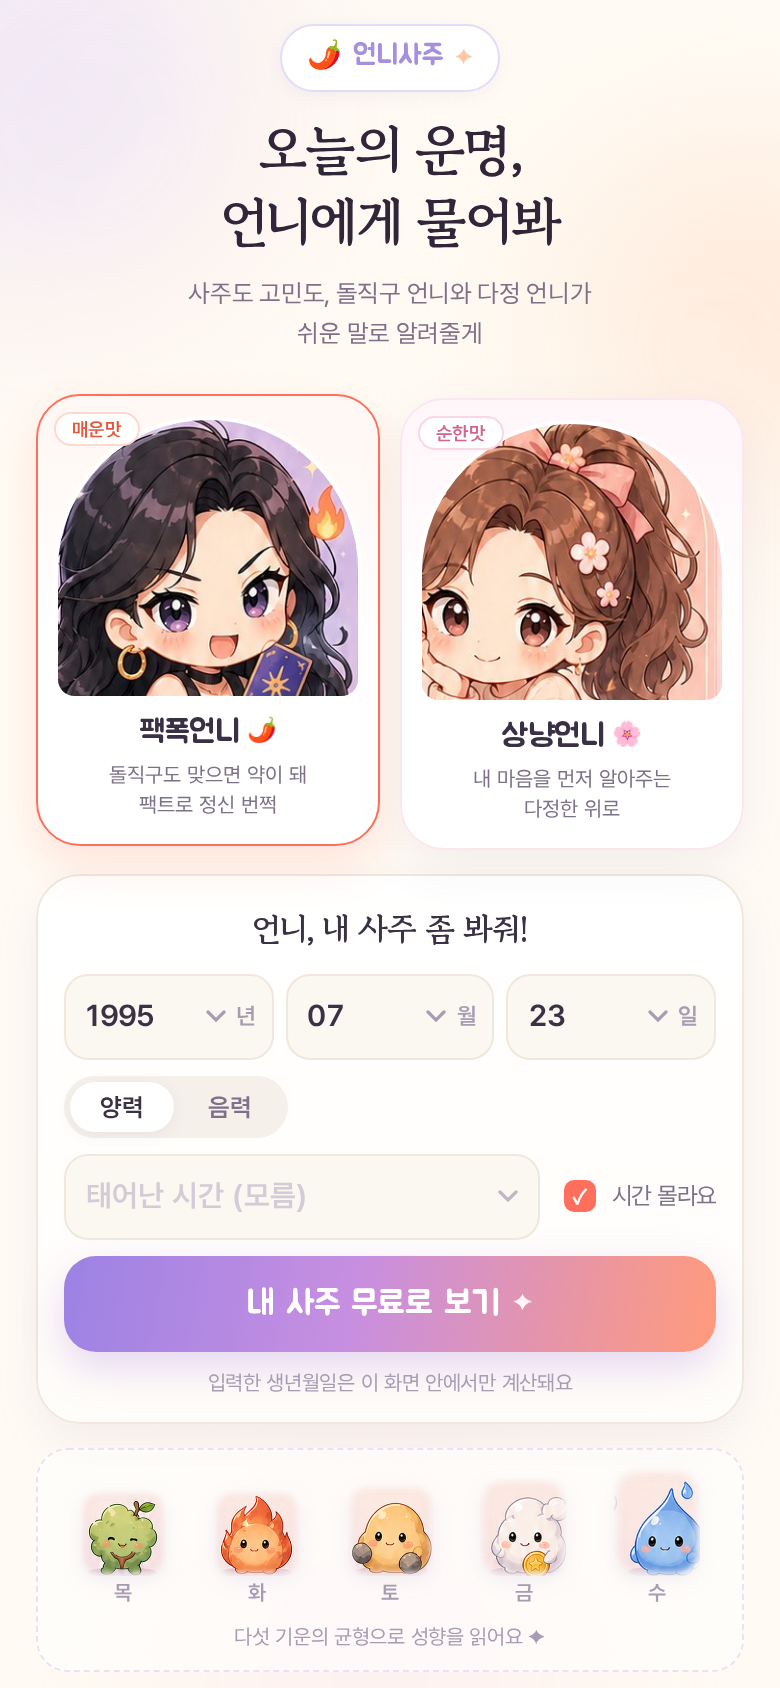 언니사주
오늘의 운명,
언니에게 물어봐
사주도 고민도, 돌직구 언니와 다정 언니가
쉬운 말로 알려줄게
매운맛
팩폭언니
돌직구도 맞으면 약이 돼
팩트로 정신 번쩍
순한맛
상냥언니
내 마음을 먼저 알아주는
다정한 위로
언니, 내 사주 좀 봐줘!
1995 년 07 월 23 일
양력 음력
태어난 시간 (모름) 시간 몰라요
내 사주 무료로 보기
입력한 생년월일은 이 화면 안에서만 계산돼요
목 화 토 금 수
다섯 기운의 균형으로 성향을 읽어요